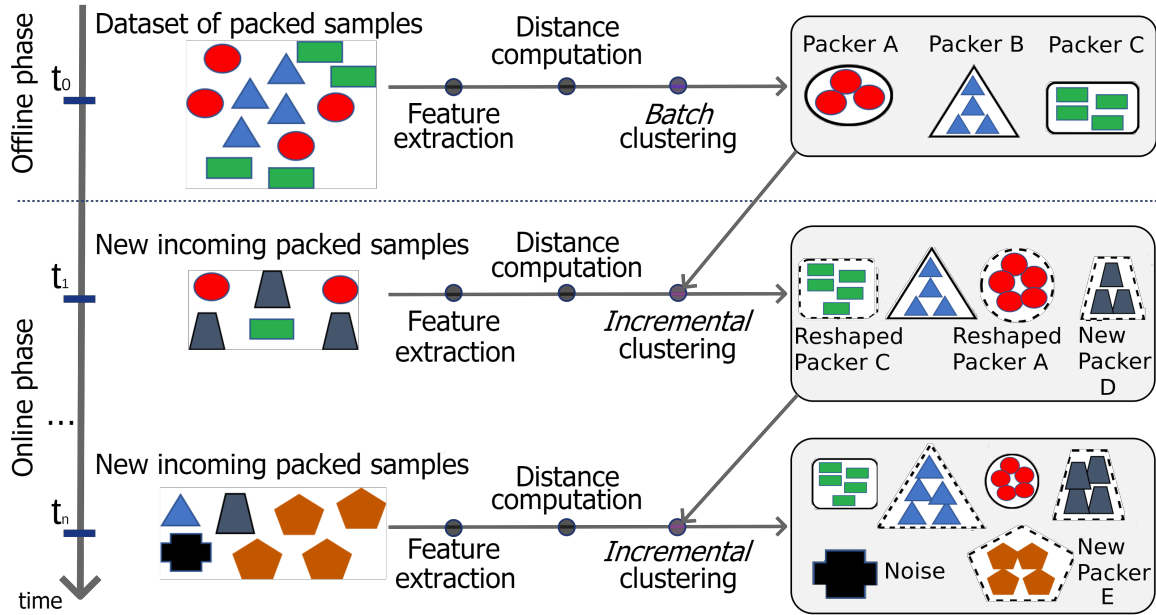 Offline phase
Online phase
Dataset of packed samples
t0
Distance
computation
Feature
extraction
Batch
clustering
Packer A
Packer B
Packer C
New incoming packed samples
t1
Distance
computation
Feature
extraction
Incremental
clustering
Reshaped
Packer C
Reshaped
Packer A
New
Packer
D
...
New incoming packed samples
tn
Distance
computation
Feature
extraction
Incremental
clustering
Noise
New
Packer
E
time